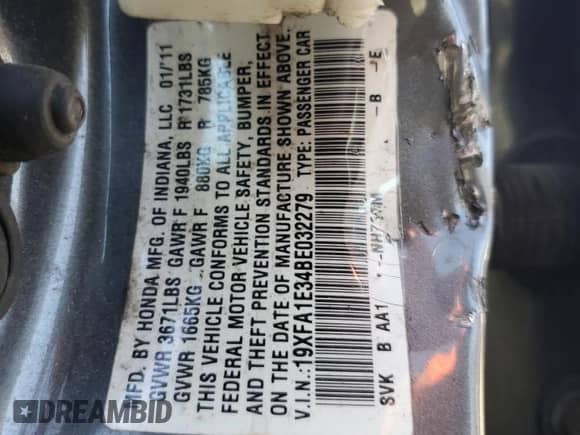 MFD. BY HONDA MFG. OF INDIANA, LLC 01/11
GVWR 3671LBS GAWR F 1940LBS R 1731LBS
GVWR 1665KG GAWR F 880KG R 785KG
THIS VEHICLE CONFORMS TO ALL APPLICABLE
FEDERAL MOTOR VEHICLE SAFETY, BUMPER,
AND THEFT PREVENTION STANDARDS IN EFFECT
ON THE DATE OF MANUFACTURE SHOWN ABOVE.
V.I.N.:19XFA1E34BE032279 TYPE: PASSENGER CAR
SVK B AA1 -B -E
DREAMBID